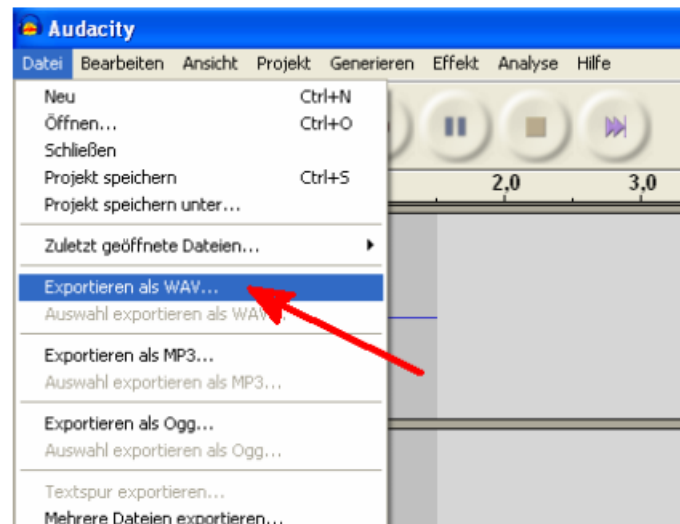 Audacity
Datei Bearbeiten Ansicht Projekt Generieren Effekt Analyse Hilfe
Neu Ctrl+N
Öffnen... Ctrl+O
Schließen
Projekt speichern Ctrl+S
Projekt speichern unter...
2,0 3,0
Zuletzt geöffnete Dateien...
Exportieren als WAV...
Auswahl exportieren als WAV...
Exportieren als MP3...
Auswahl exportieren als MP3...
Exportieren als Ogg...
Auswahl exportieren als Ogg...
Textspur exportieren...
Mehrere Dateien exportieren...